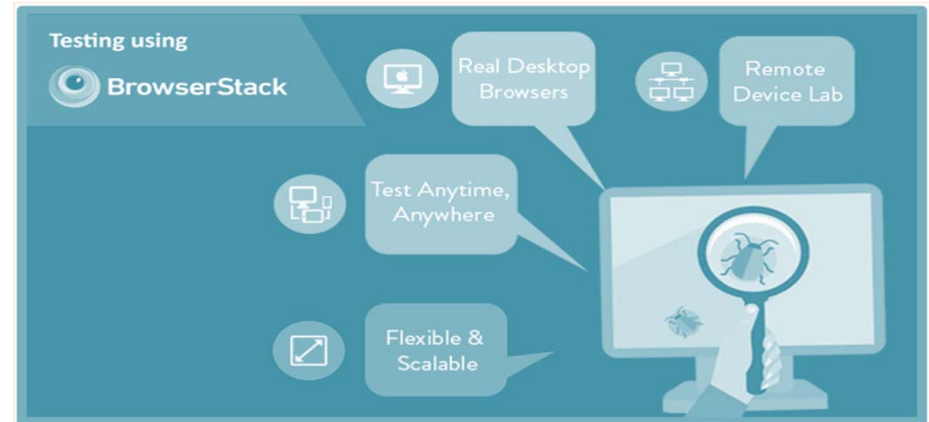 Testing using
BrowserStack
Real Desktop
Browsers
Remote
Device Lab
Test Anytime,
Anywhere
Flexible &
Scalable